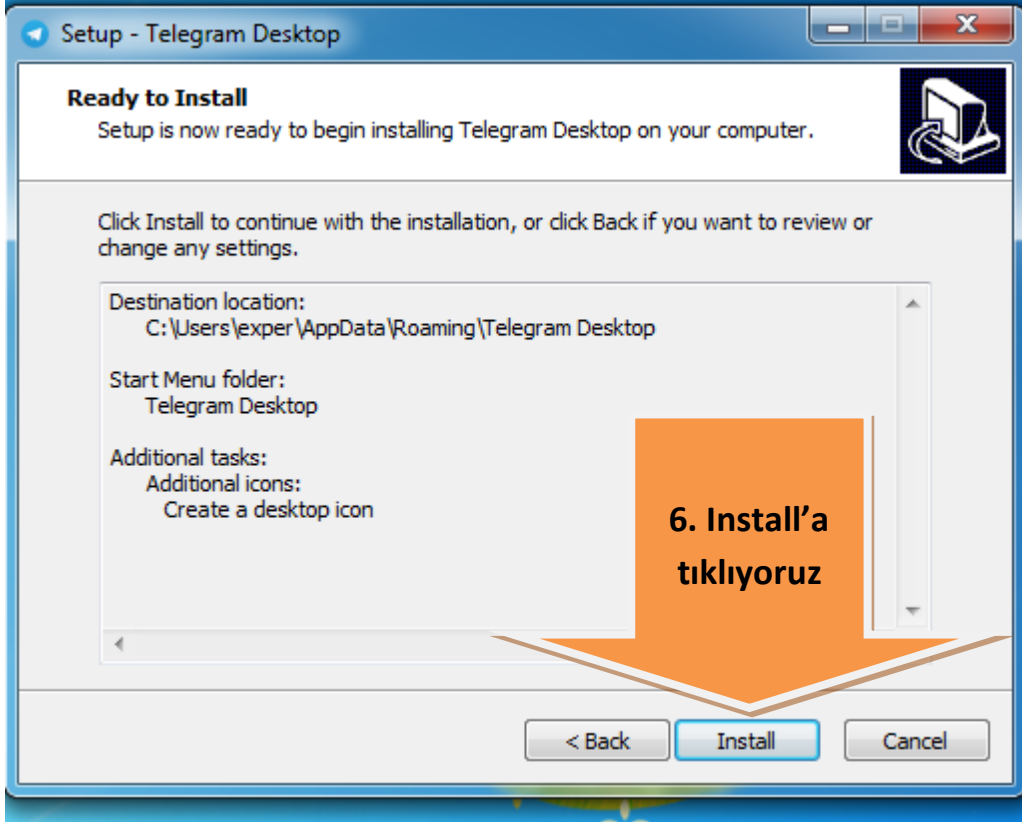 Setup - Telegram Desktop
Ready to Install
Setup is now ready to begin installing Telegram Desktop on your computer.
Click Install to continue with the installation, or click Back if you want to review or
change any settings.
Destination location:
C:\Users\exper\AppData\Roaming\Telegram Desktop
Start Menu folder:
Telegram Desktop
Additional tasks:
Additional icons:
Create a desktop icon
6. Install’a
tıklıyoruz
< Back
Install
Cancel